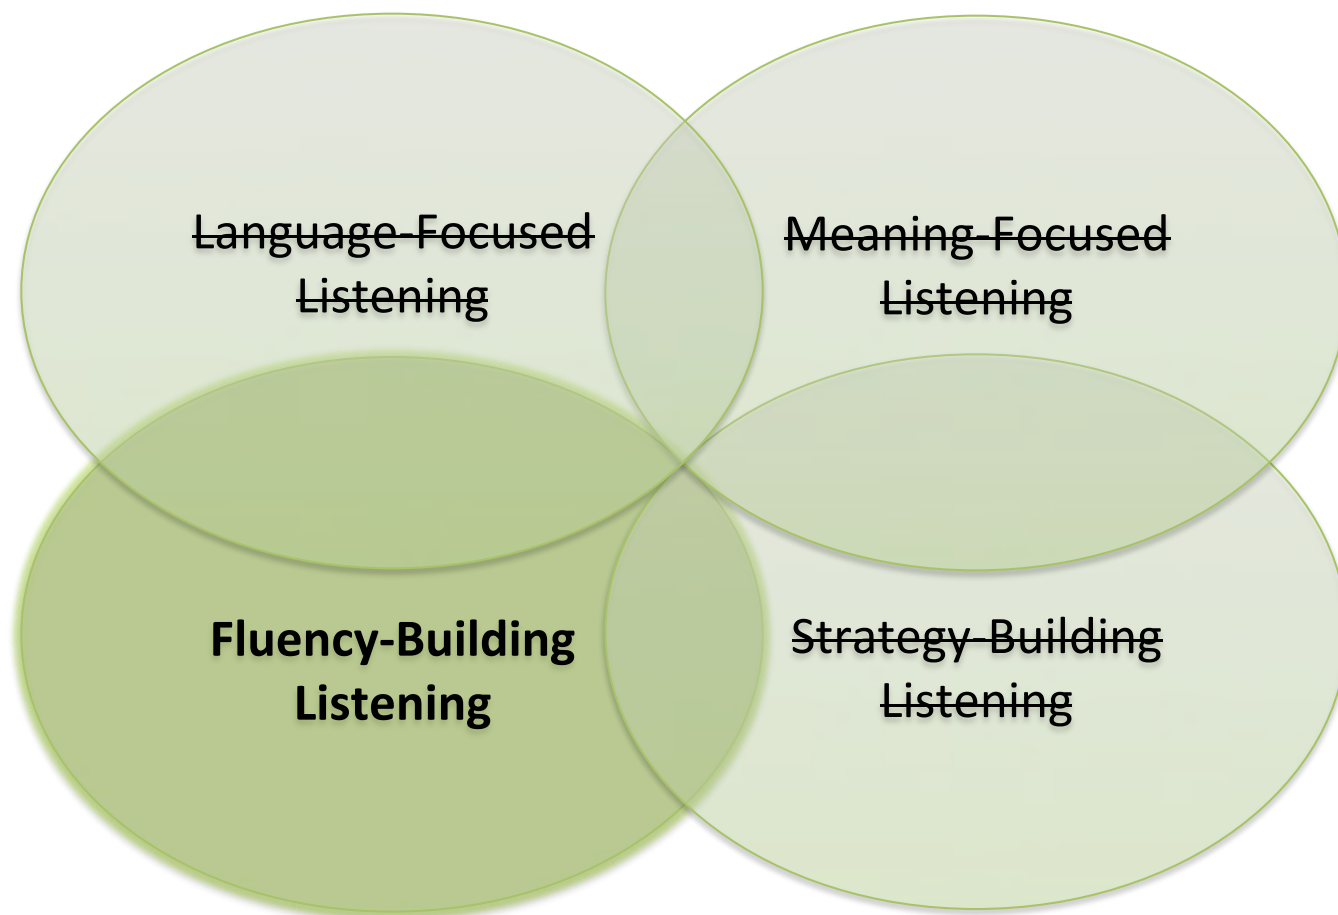 Language-Focused
Listening
Meaning-Focused
Listening
Fluency-Building
Listening
Strategy-Building
Listening